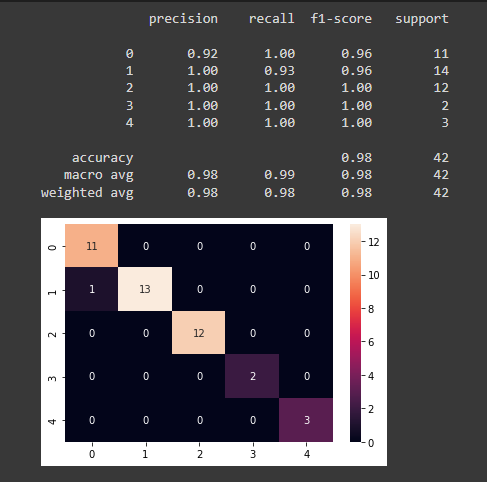 precision recall f1-score support
0 0.92 1.00 0.96 11
1 1.00 0.93 0.96 14
2 1.00 1.00 1.00 12
3 1.00 1.00 1.00 2
4 1.00 1.00 1.00 3
accuracy 0.98 42
macro avg 0.98 0.99 0.98 42
weighted avg 0.98 0.98 0.98 42
0 11 0 0 0 0
1 1 13 0 0 0
2 0 0 12 0 0
3 0 0 0 2 0
4 0 0 0 0 3
0 1 2 3 4
12
10
8
6
4
2
0